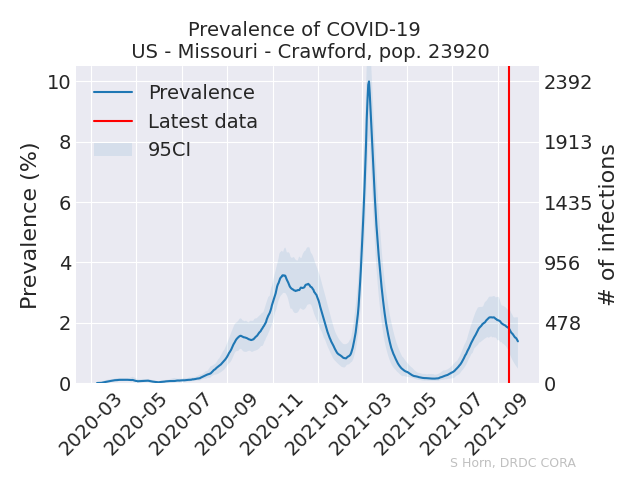 Prevalence of COVID-19
US - Missouri - Crawford, pop. 23920
Prevalence
Latest data
95CI
Prevalence (%)
10
8
6
4
2
0
2392
1913
1435
956
478
0
# of infections
2020-03
2020-05
2020-07
2020-09
2020-11
2021-01
2021-03
2021-05
2021-07
2021-09
S Horn, DRDC CORA